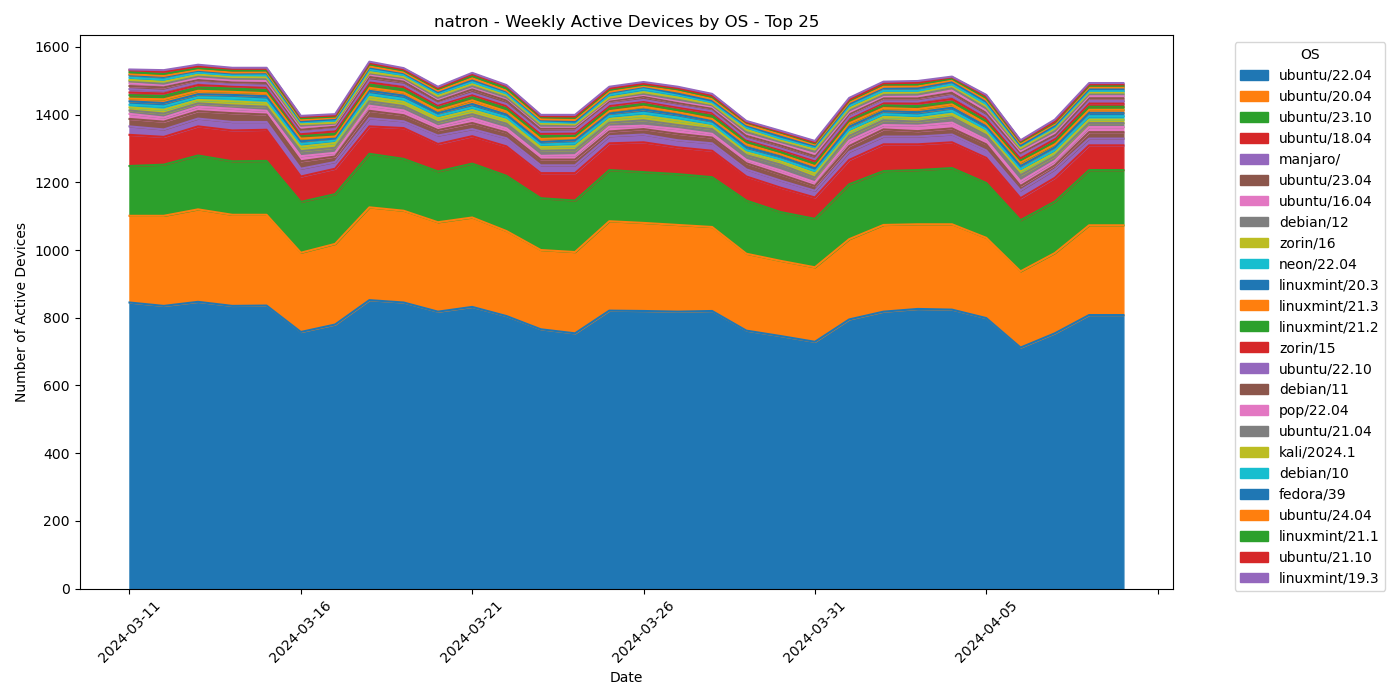 natron - Weekly Active Devices by OS - Top 25
1600
1400
1200
1000
800
600
400
200
0
Number of Active Devices
2024-03-11
2024-03-16
2024-03-21
2024-03-26
2024-03-31
2024-04-05
Date
OS
ubuntu/22.04
ubuntu/20.04
ubuntu/23.10
ubuntu/18.04
manjaro/
ubuntu/23.04
ubuntu/16.04
debian/12
zorin/16
neon/22.04
linuxmint/20.3
linuxmint/21.3
linuxmint/21.2
zorin/15
ubuntu/22.10
debian/11
pop/22.04
ubuntu/21.04
kali/2024.1
debian/10
fedora/39
ubuntu/24.04
linuxmint/21.1
ubuntu/21.10
linuxmint/19.3